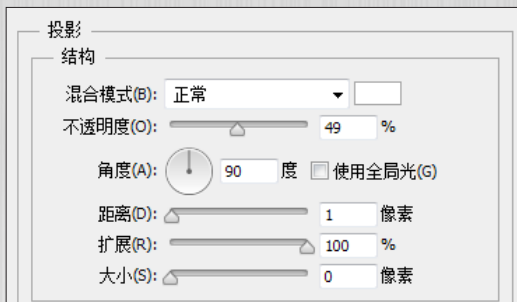 投影
结构
混合模式(B): 正常
不透明度(O): 49 %
角度(A): 90 度 使用全局光(G)
距离(D): 1 像素
扩展(R): 100 %
大小(S): 0 像素